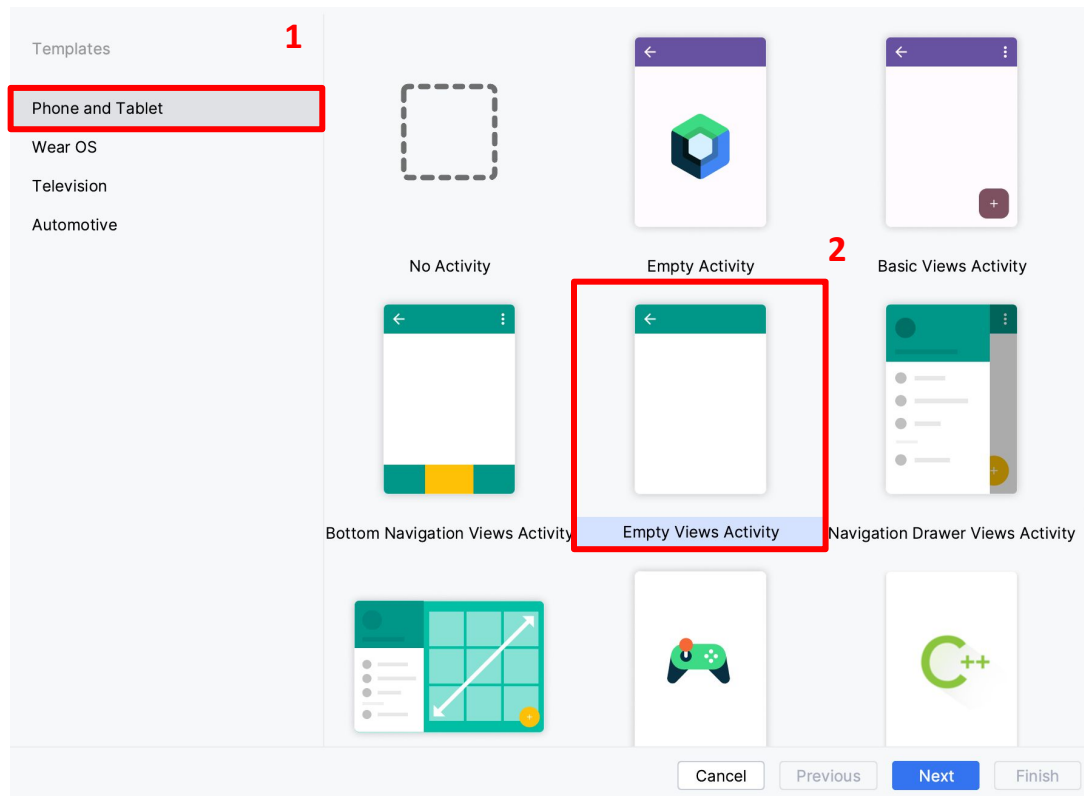 Templates
1
Phone and Tablet
Wear OS
Television
Automotive
No Activity
Empty Activity
2
Basic Views Activity
Bottom Navigation Views Activity
Empty Views Activity
Navigation Drawer Views Activity
C++
Cancel
Previous
Next
Finish